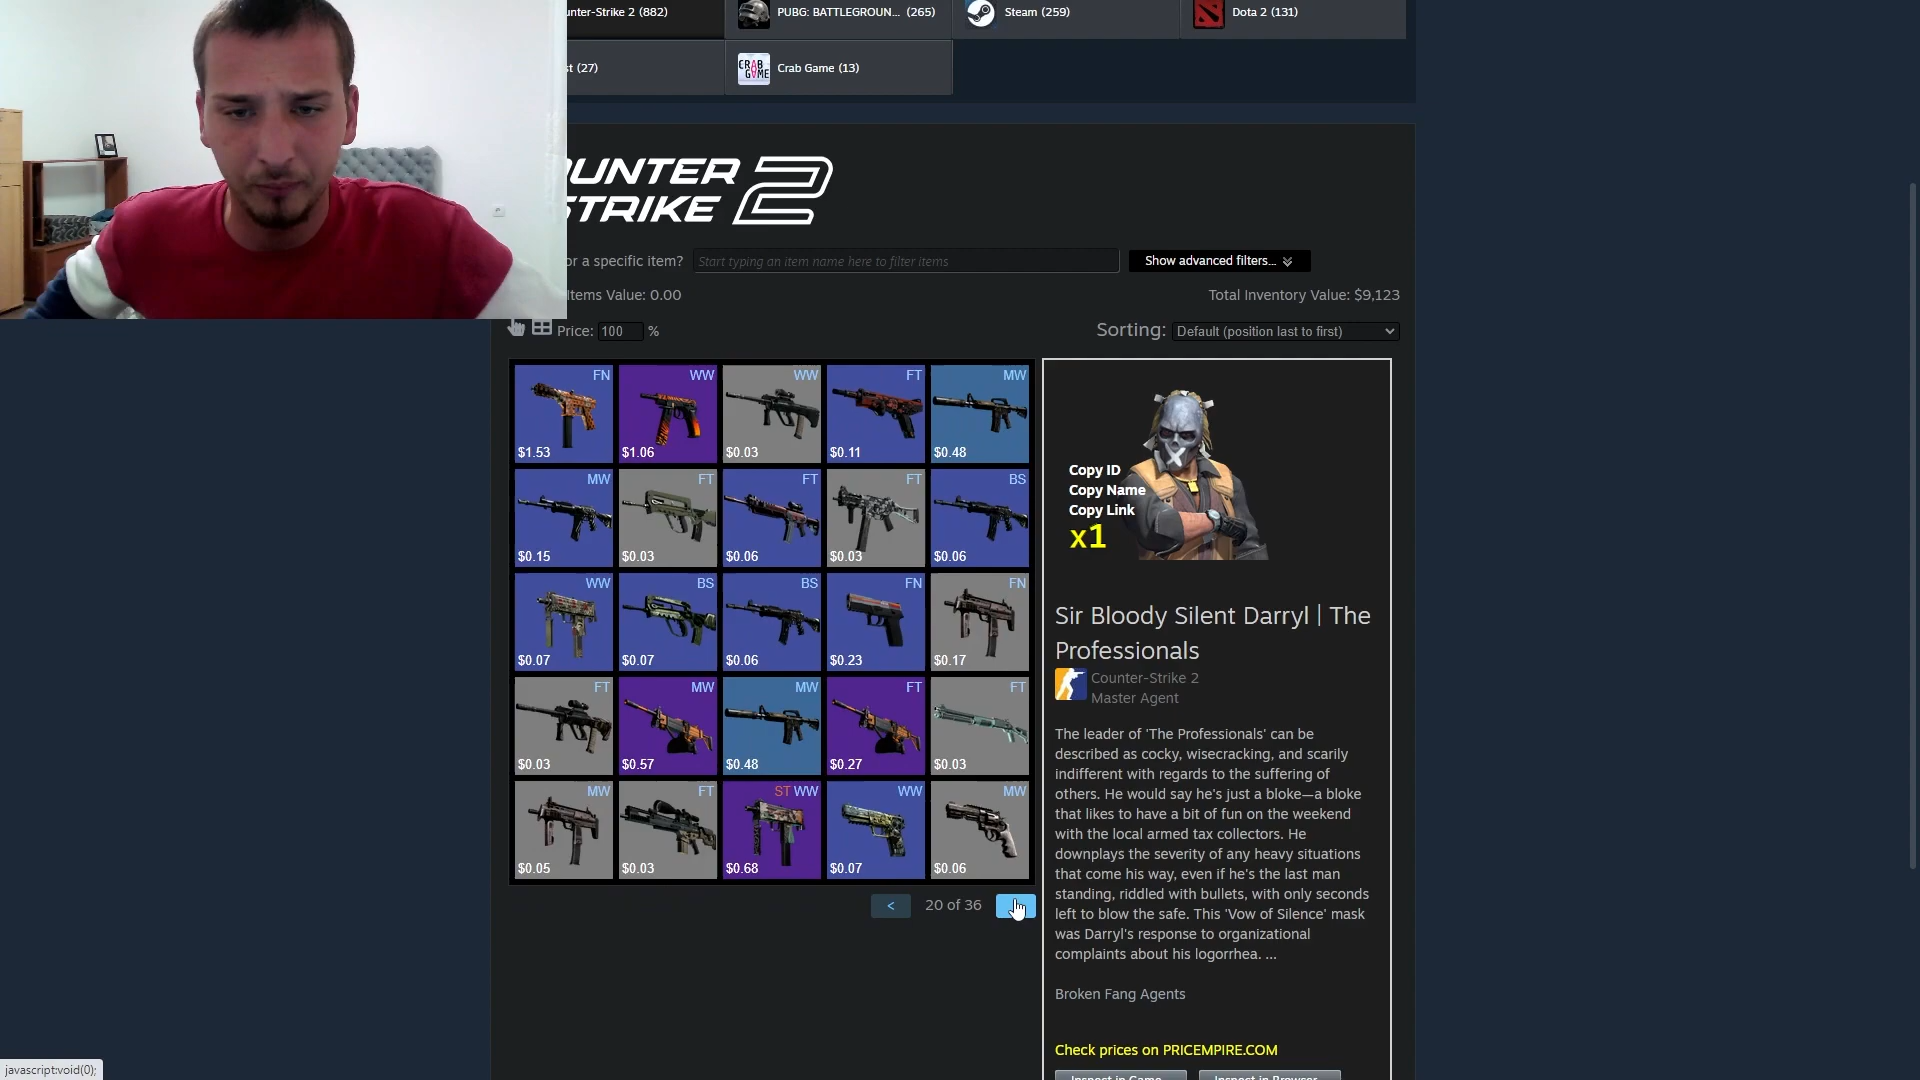 unter-Strike 2 (882)
PUBG: BATTLEGROUN... (265)
Steam (259)
Dota 2 (131)
st (27)
CRAB GAME
Crab Game (13)
UNTER
STRIKE 2
or a specific item?
Start typing an item name here to filter items
Show advanced filters...
Items Value: 0.00
Total Inventory Value: $9,123
Price: 100 %
Sorting: Default (position last to first)
FN WW WW FT MW
$1.53 $1.06 $0.03 $0.11 $0.48
MW FT FT FT BS
$0.15 $0.03 $0.06 $0.03 $0.06
WW BS BS FN FN
$0.07 $0.07 $0.06 $0.23 $0.17
FT MW MW FT FT
$0.03 $0.57 $0.48 $0.27 $0.03
MW FT ST WW WW MW
$0.05 $0.03 $0.68 $0.07 $0.06
< 20 of 36
Copy ID
Copy Name
Copy Link
x1
Sir Bloody Silent Darryl | The
Professionals
Counter-Strike 2
Master Agent
The leader of 'The Professionals' can be
described as cocky, wisecracking, and scarily
indifferent with regards to the suffering of
others. He would say he's just a bloke—a bloke
that likes to have a bit of fun on the weekend
with the local armed tax collectors. He
downplays the severity of any heavy situations
that come his way, even if he's the last man
standing, riddled with bullets, with only seconds
left to blow the safe. This 'Vow of Silence' mask
was Darryl's response to organizational
complaints about his logorrhea. ...
Broken Fang Agents
Check prices on PRICEMPIRE.COM
Inspect in Game...
Inspect in Browser...
javascript:void(0);